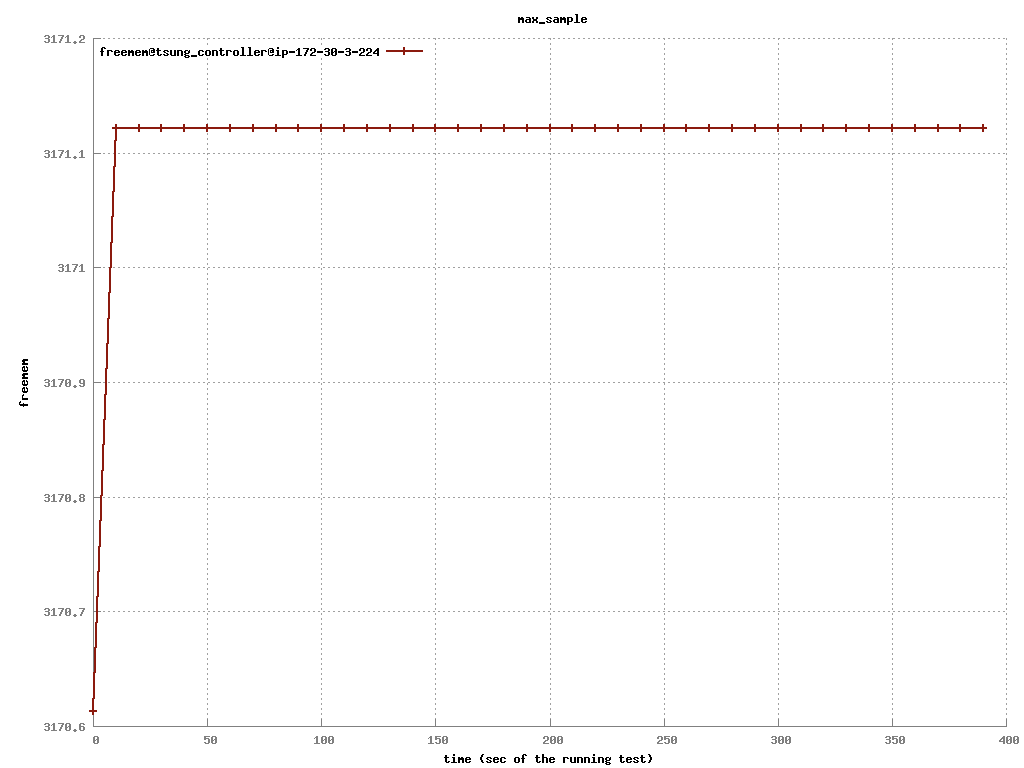 max_sample
3171.2
freemem@tsung_controller@ip-172-30-3-224
3171.1
3171
3170.9
freemem
3170.8
3170.7
3170.6
0 50 100 150 200 250 300 350 400
time (sec of the running test)